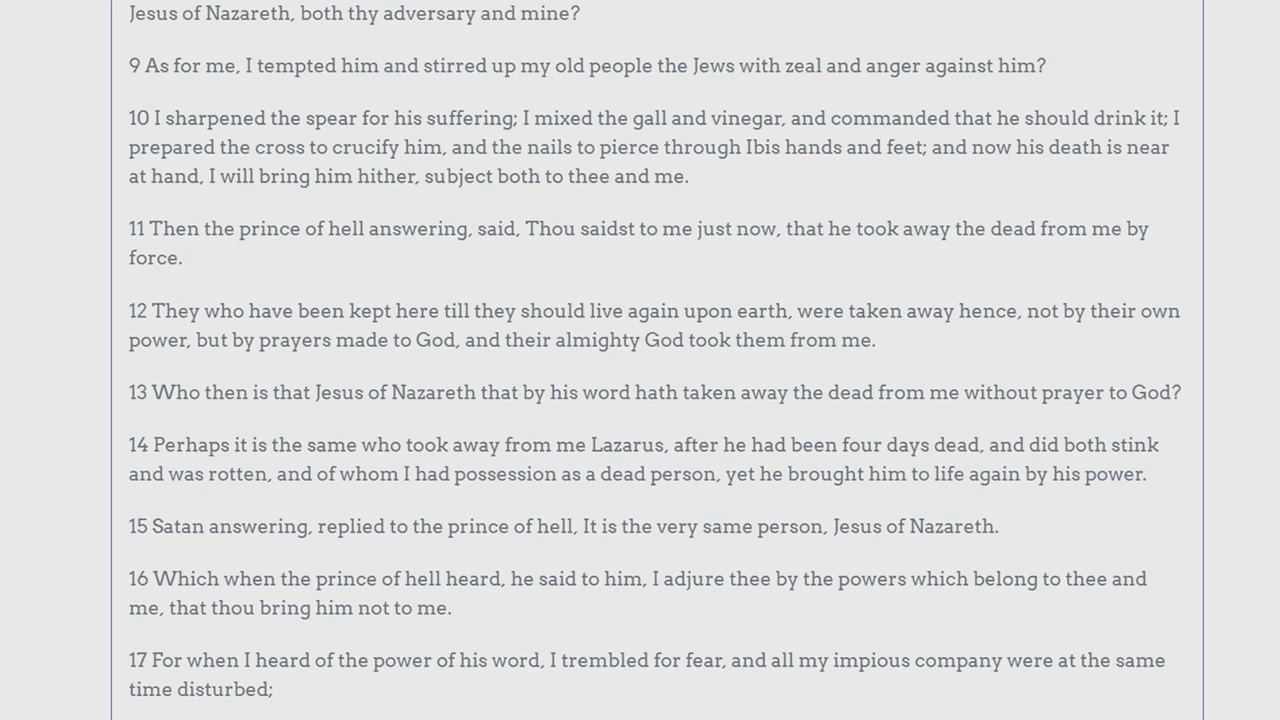 Jesus of Nazareth, both thy adversary and mine?
9 As for me, I tempted him and stirred up my old people the Jews with zeal and anger against him?
10 I sharpened the spear for his suffering; I mixed the gall and vinegar, and commanded that he should drink it; I
prepared the cross to crucify him, and the nails to pierce through Ibis hands and feet; and now his death is near
at hand, I will bring him hither, subject both to thee and me.
11 Then the prince of hell answering, said, Thou saidst to me just now, that he took away the dead from me by
force.
12 They who have been kept here till they should live again upon earth, were taken away hence, not by their own
power, but by prayers made to God, and their almighty God took them from me.
13 Who then is that Jesus of Nazareth that by his word hath taken away the dead from me without prayer to God?
14 Perhaps it is the same who took away from me Lazarus, after he had been four days dead, and did both stink
and was rotten, and of whom I had possession as a dead person, yet he brought him to life again by his power.
15 Satan answering, replied to the prince of hell, It is the very same person, Jesus of Nazareth.
16 Which when the prince of hell heard, he said to him, I adjure thee by the powers which belong to thee and
me, that thou bring him not to me.
17 For when I heard of the power of his word, I trembled for fear, and all my impious company were at the same
time disturbed;